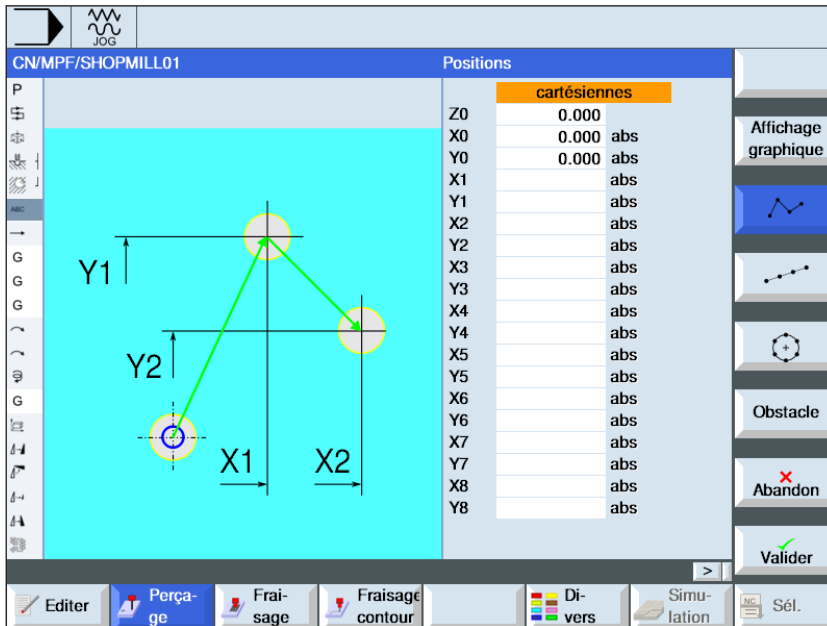 JOG
CN/MPF/SHOPMILL01
Positions
cartésiennes
Z0 0.000
X0 0.000 abs
Y0 0.000 abs
X1 abs
Y1 abs
X2 abs
Y2 abs
X3 abs
Y3 abs
X4 abs
Y4 abs
X5 abs
Y5 abs
X6 abs
Y6 abs
X7 abs
Y7 abs
X8 abs
Y8 abs
P
ABC
G
G
G
G
Y1
Y2
X1 X2
Affichage
graphique
Obstacle
Abandon
Valider
>
Editer
Perça-
ge
Frai-
sage
Fraisage
contour
Di-
vers
Simu-
lation
NC
Sél.